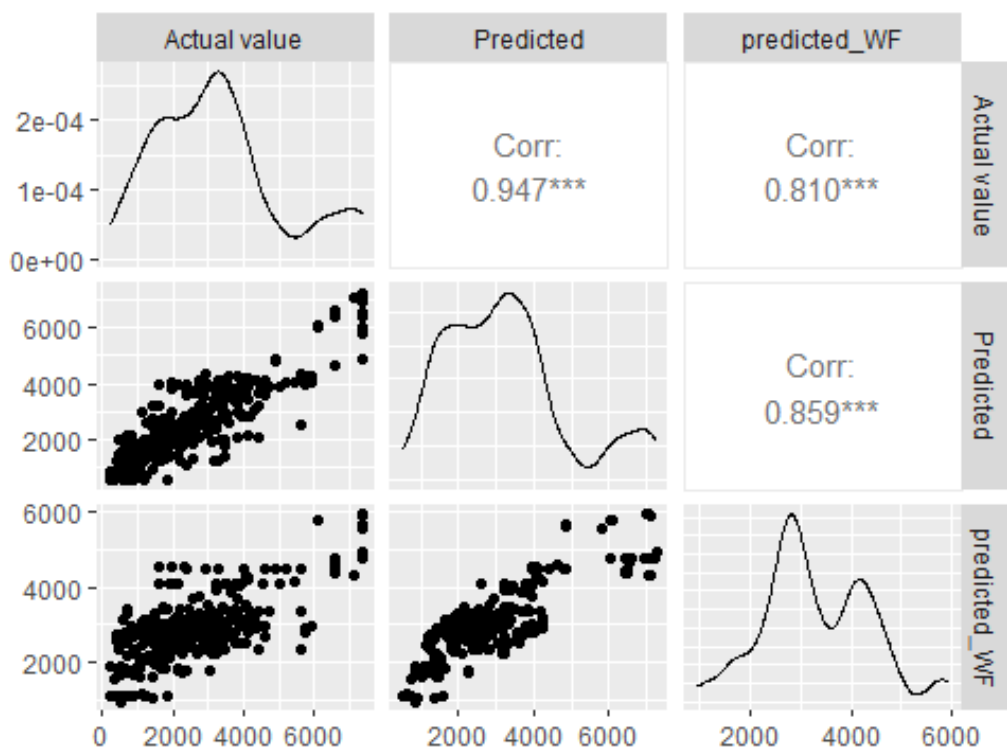 Actual value
Predicted
predicted_WF
2e-04
1e-04
0e+00
Corr:
0.947***
Corr:
0.810***
Actual value
6000
4000
2000
Corr:
0.859***
Predicted
6000
4000
2000
predicted_WF
0 2000 4000 6000
2000 4000 6000
2000 4000 6000